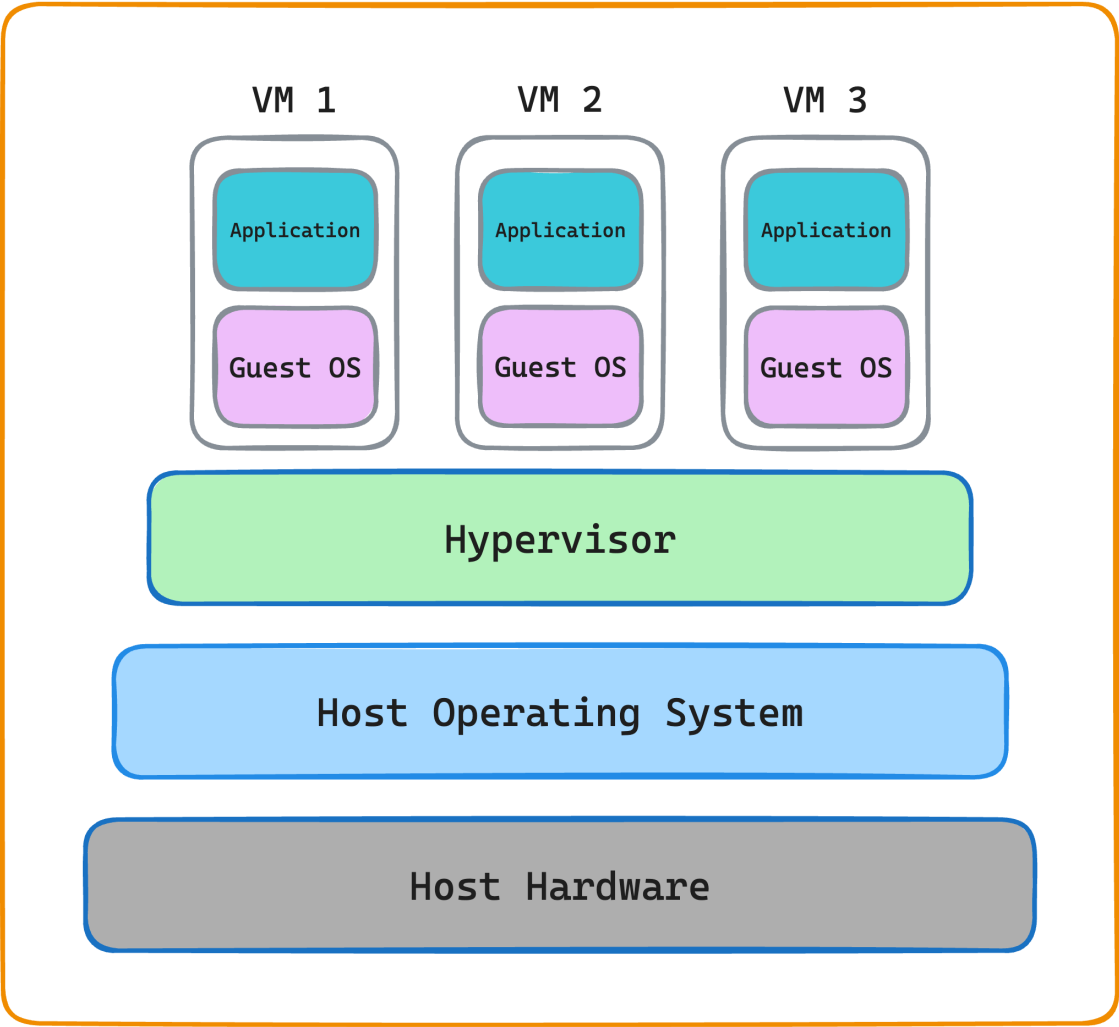 VM 1
VM 2
VM 3
Application
Application
Application
Guest OS
Guest OS
Guest OS
Hypervisor
Host Operating System
Host Hardware